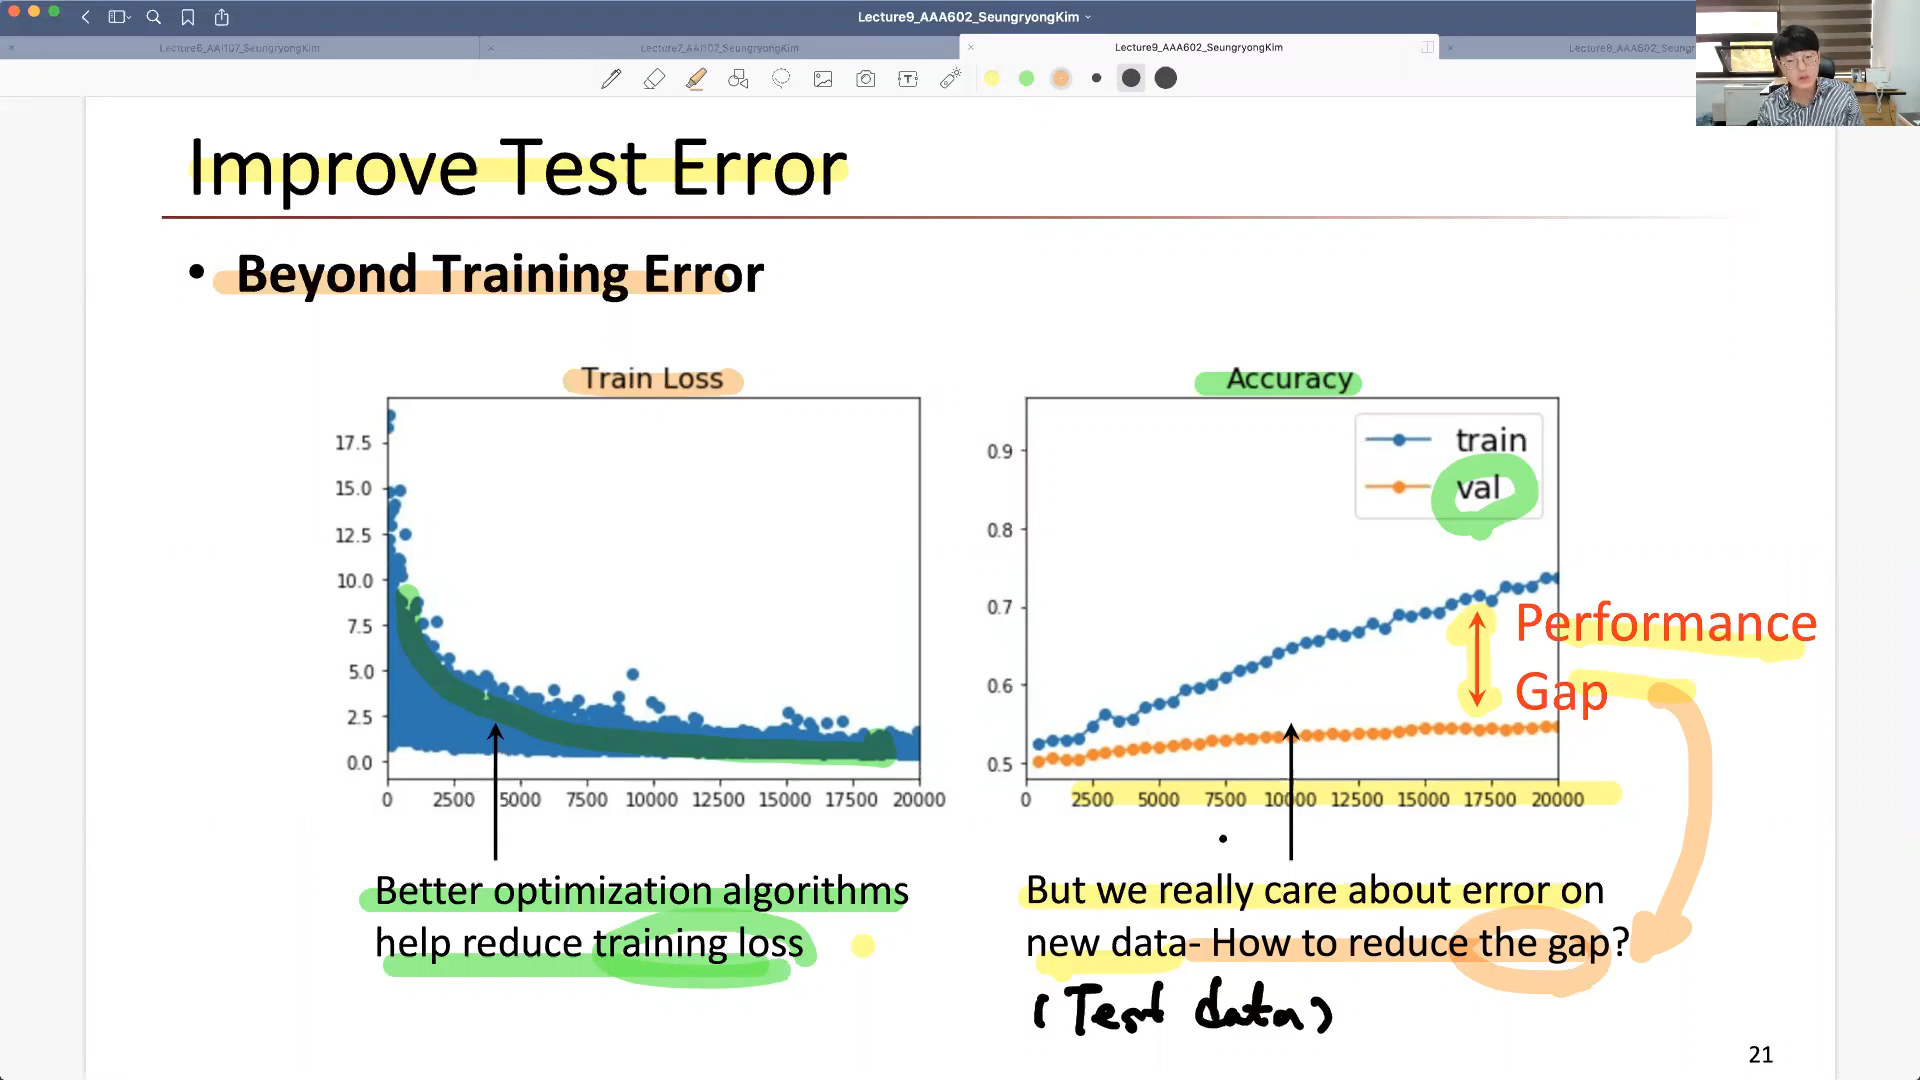 Lecture9_AAA602_SeungryongKim
Lecture6_AAI107_SeungryongKim
Lecture7_AAI107_SeungryongKim
Lecture9_AAA602_SeungryongKim
Lecture8_AAA602_Seungr
Improve Test Error
• Beyond Training Error
Train Loss
17.5
15.0
12.5
10.0
7.5
5.0
2.5
0.0
0 2500 5000 7500 10000 12500 15000 17500 20000
Accuracy
train
val
0.9
0.8
0.7
0.6
0.5
0 2500 5000 7500 10000 12500 15000 17500 20000
Performance
Gap
Better optimization algorithms
help reduce training loss
But we really care about error on
new data- How to reduce the gap?
(Test data)
21